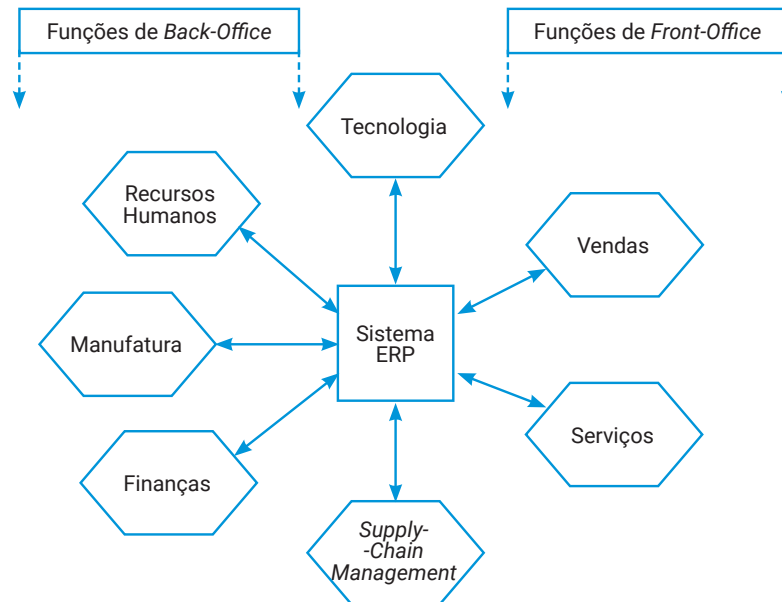 Funções de Back-Office
Funções de Front-Office
Tecnologia
Recursos
Humanos
Vendas
Manufatura
Sistema
ERP
Serviços
Finanças
Supply-
-Chain
Management